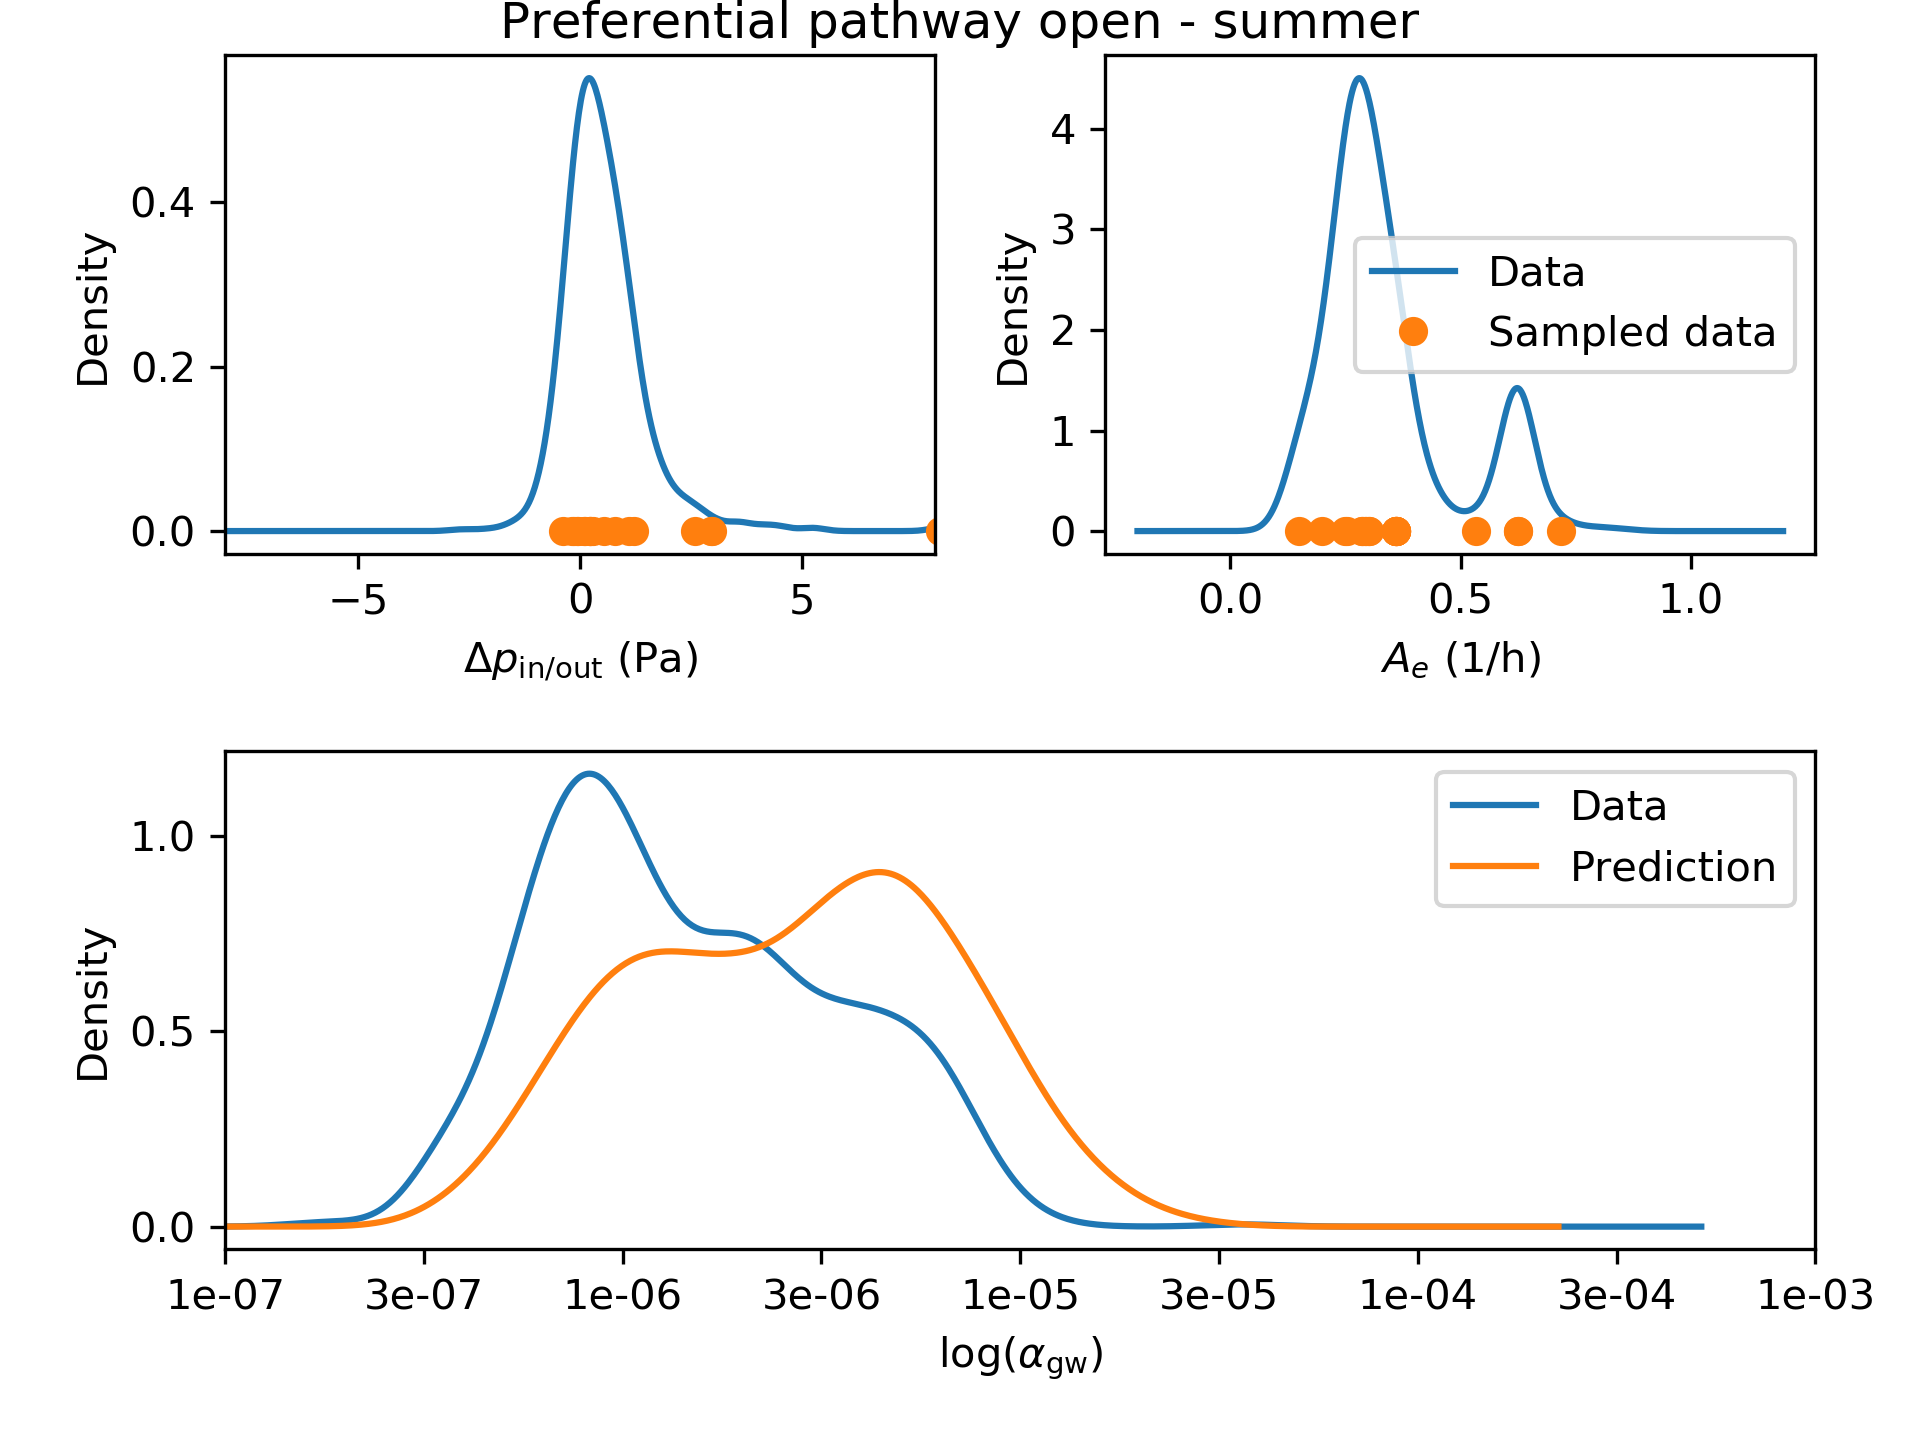 Preferential pathway open - summer
Density
0.4
0.2
0.0
−5 0 5
Δp_in/out (Pa)
Density
4
3
2
1
0
Data
Sampled data
0.0 0.5 1.0
A_e (1/h)
Density
1.0
0.5
0.0
Data
Prediction
1e-07 3e-07 1e-06 3e-06 1e-05 3e-05 1e-04 3e-04 1e-03
log(α_gw)